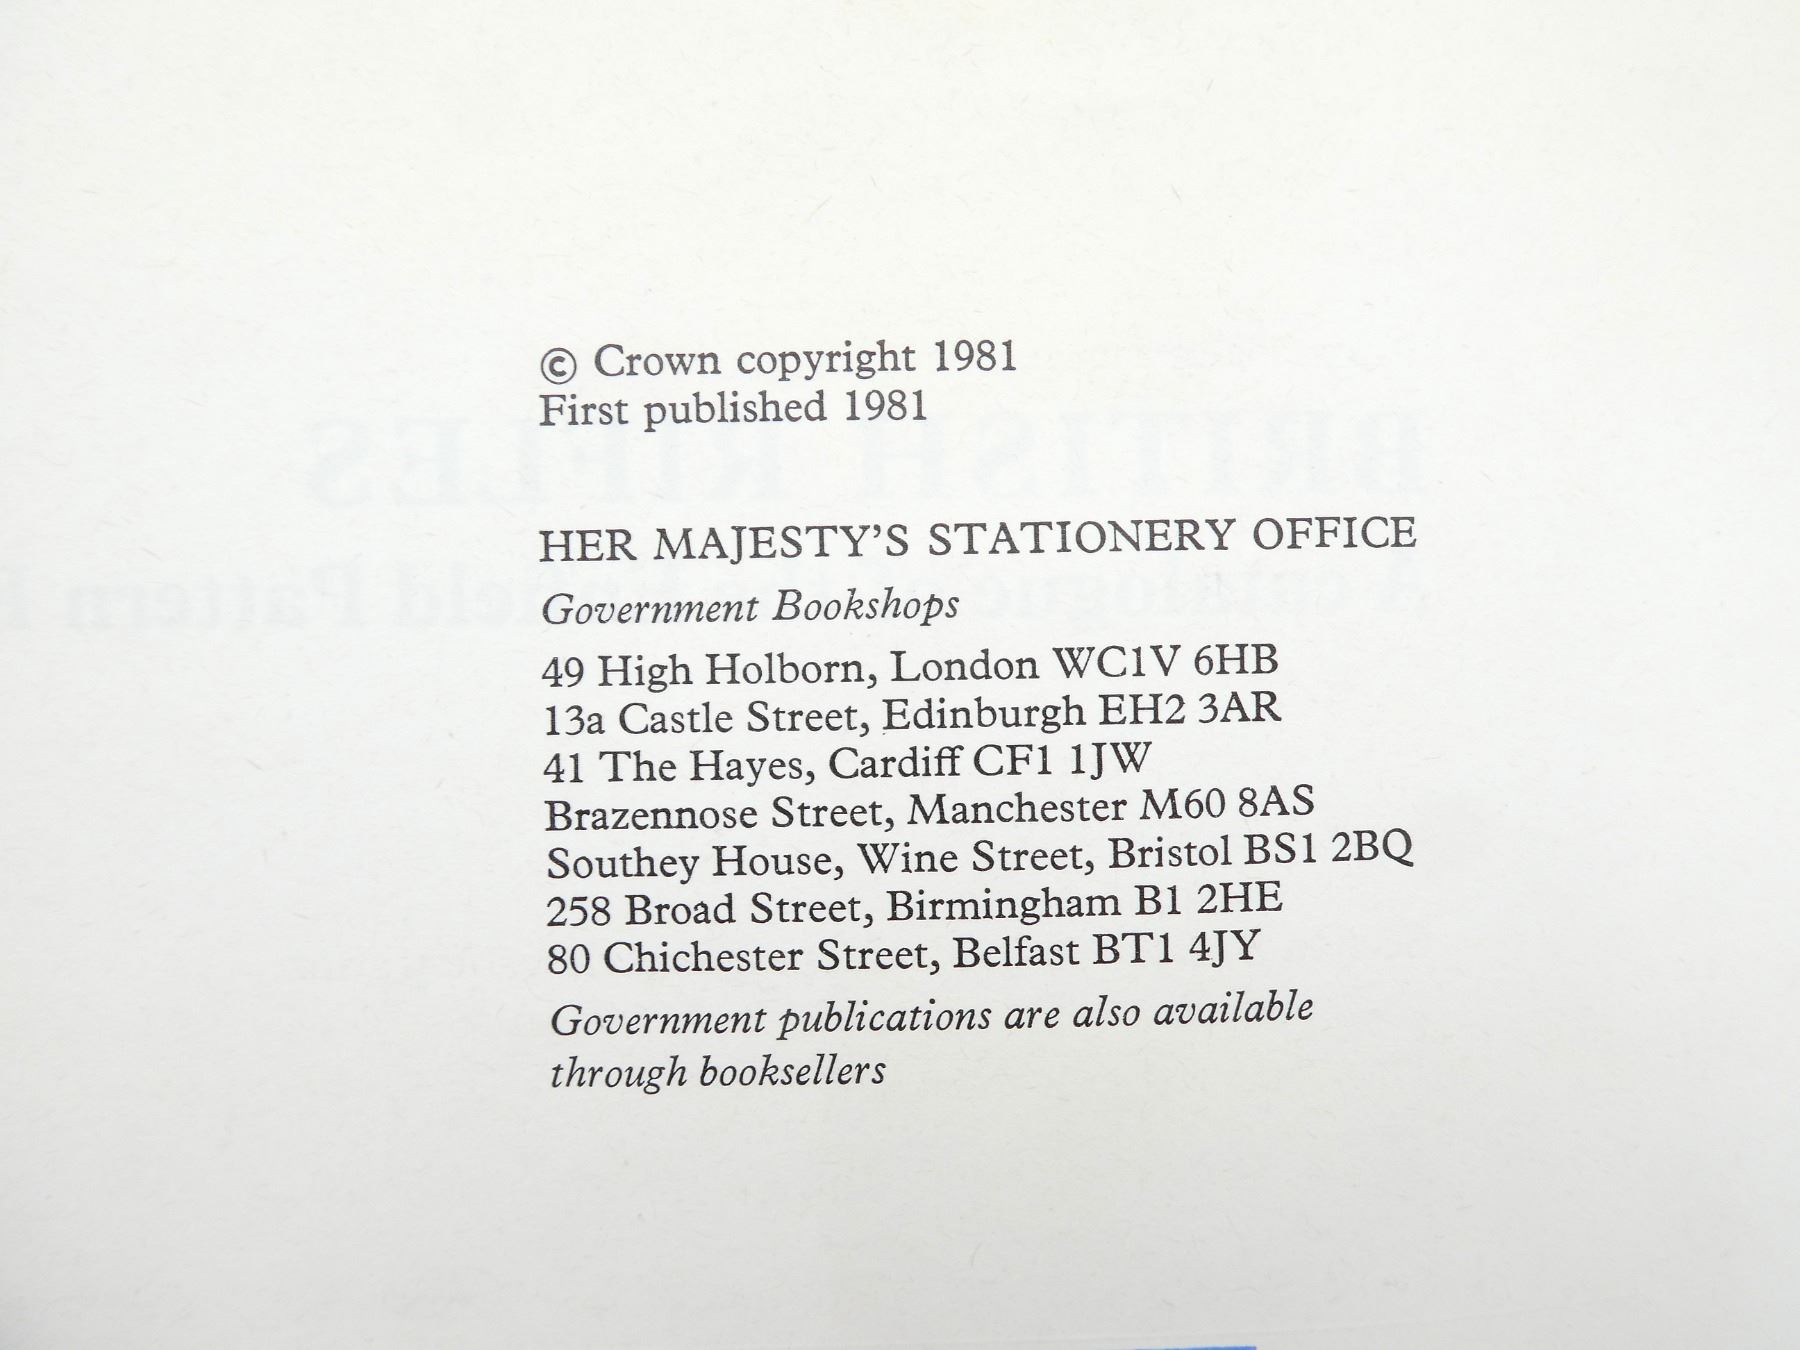 © Crown copyright 1981
First published 1981
HER MAJESTY'S STATIONERY OFFICE
Government Bookshops
49 High Holborn, London WC1V 6HB
13a Castle Street, Edinburgh EH2 3AR
41 The Hayes, Cardiff CF1 1JW
Brazennose Street, Manchester M60 8AS
Southey House, Wine Street, Bristol BS1 2BQ
258 Broad Street, Birmingham B1 2HE
80 Chichester Street, Belfast BT1 4JY
Government publications are also available
through booksellers
BRITISH RIFLES